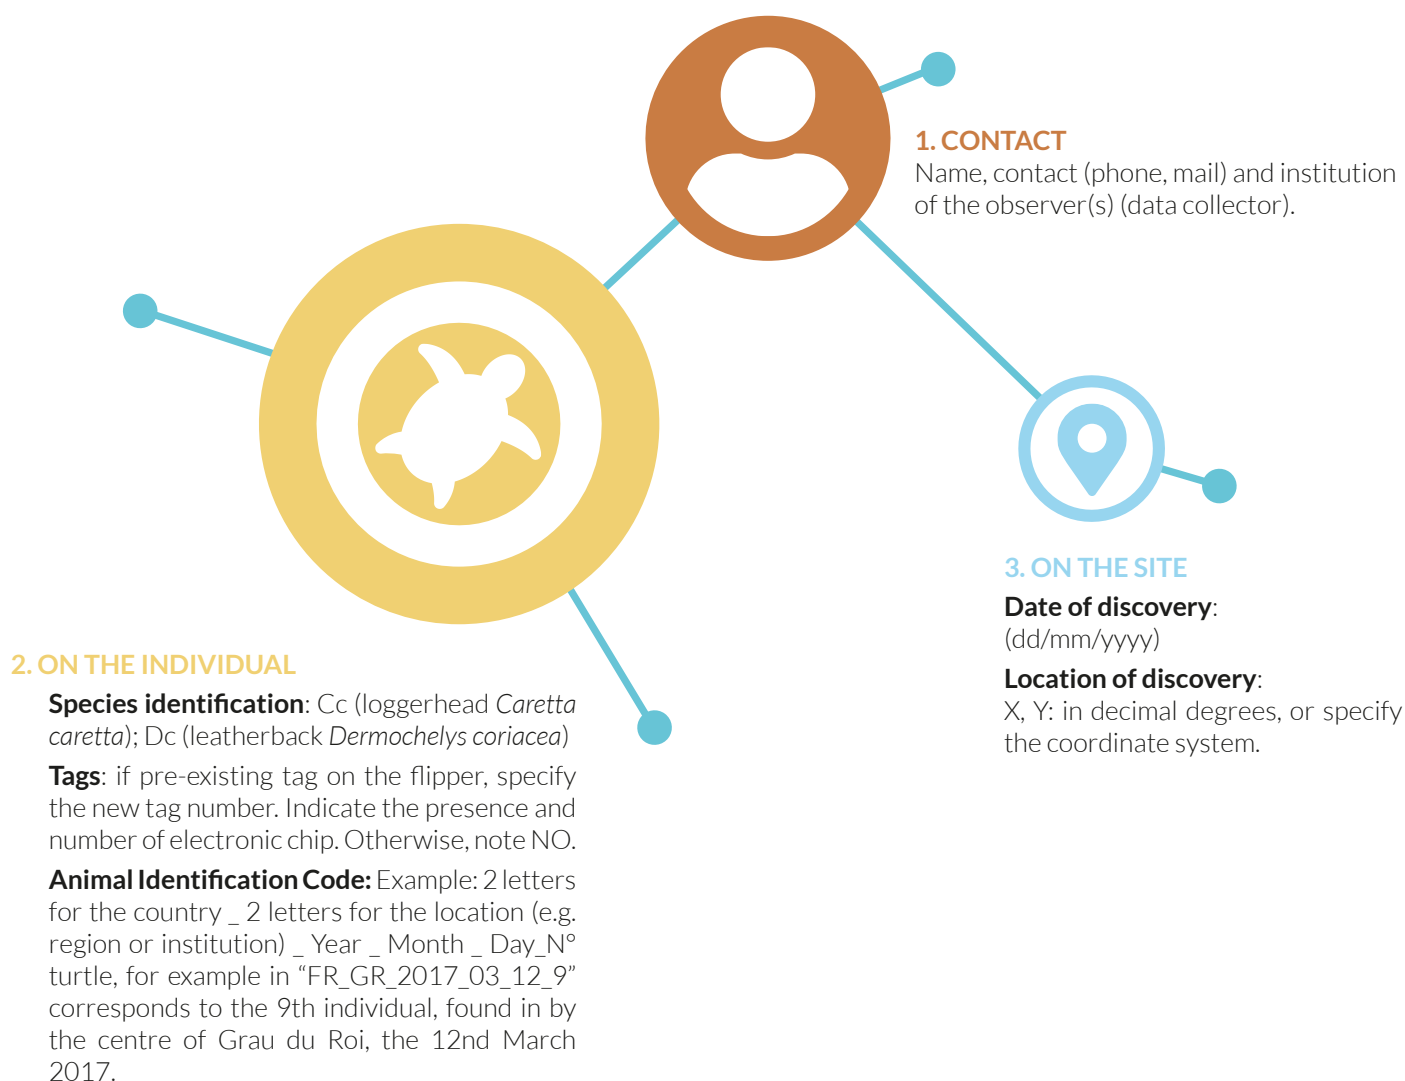 1. CONTACT
Name, contact (phone, mail) and institution
of the observer(s) (data collector).
2. ON THE INDIVIDUAL
Species identification: Cc (loggerhead Caretta
caretta); Dc (leatherback Dermochelys coriacea)
Tags: if pre-existing tag on the flipper, specify
the new tag number. Indicate the presence and
number of electronic chip. Otherwise, note NO.
Animal Identification Code: Example: 2 letters
for the country _ 2 letters for the location (e.g.
region or institution) _ Year _ Month _ Day_N°
turtle, for example in “FR_GR_2017_03_12_9”
corresponds to the 9th individual, found in by
the centre of Grau du Roi, the 12nd March
2017.
3. ON THE SITE
Date of discovery:
(dd/mm/yyyy)
Location of discovery:
X, Y: in decimal degrees, or specify
the coordinate system.